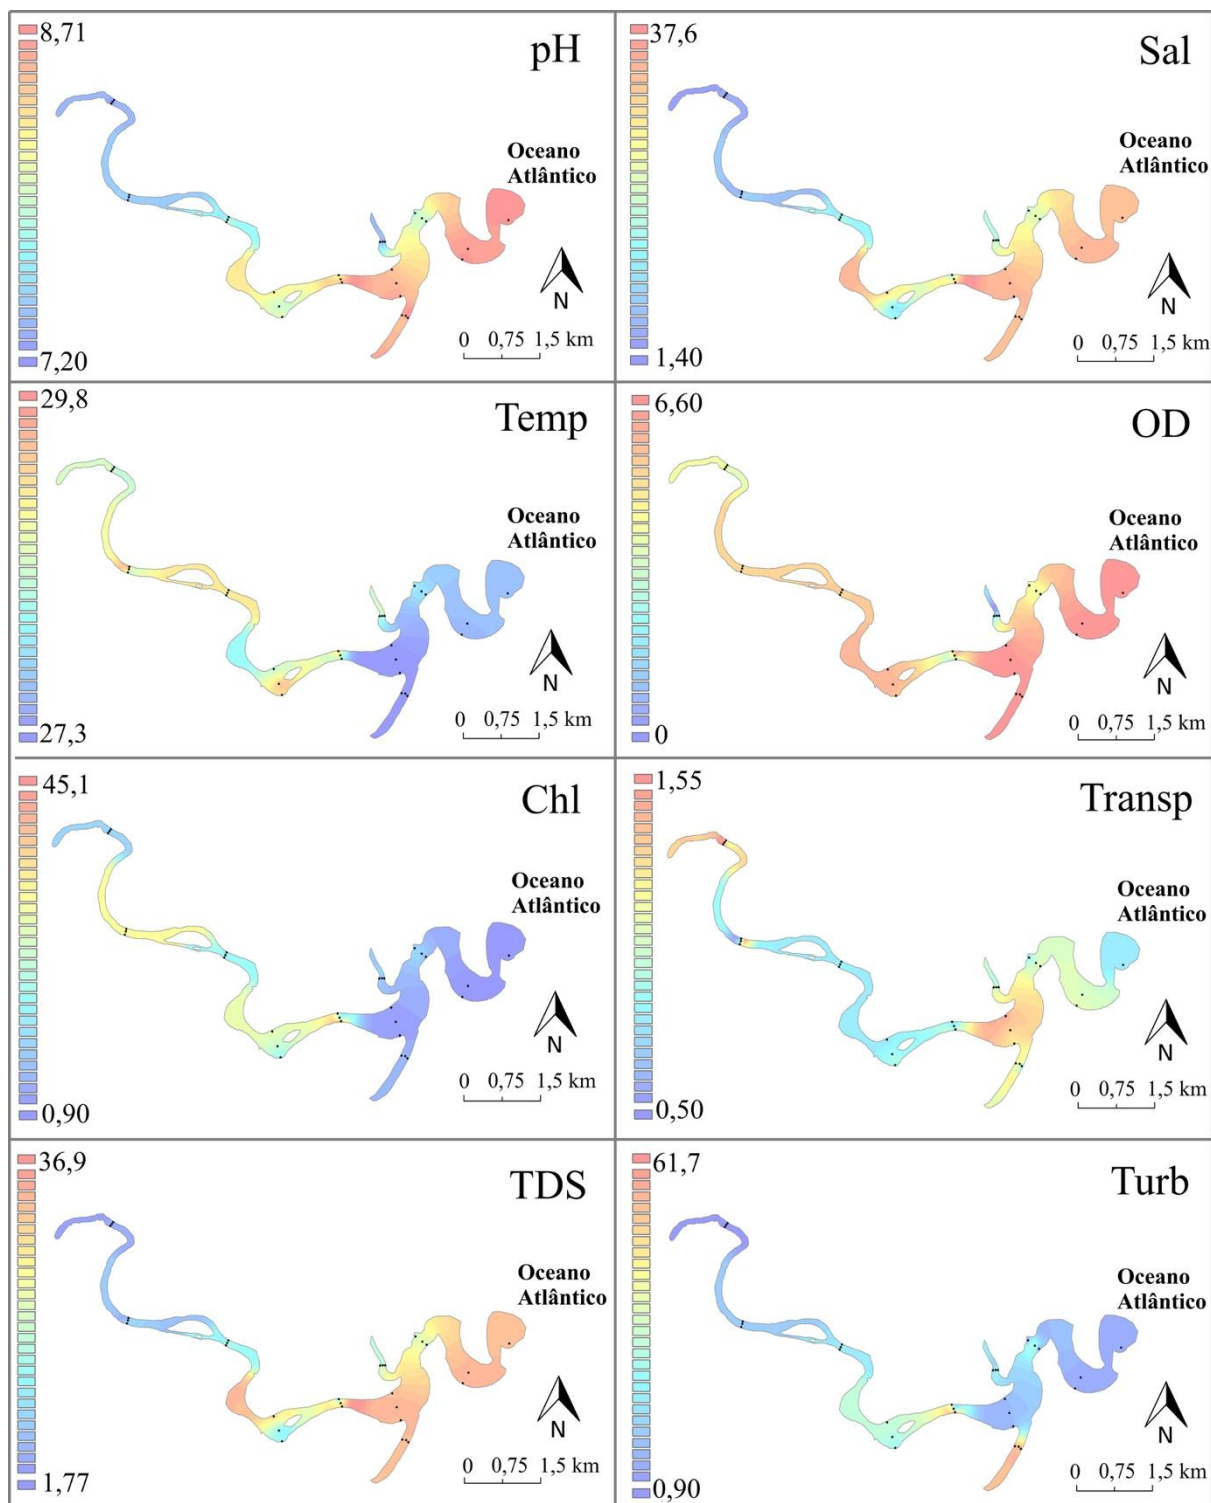 8,71
pH
Oceano
Atlântico
N
0 0,75 1,5 km
7,20
37,6
Sal
Oceano
Atlântico
N
0 0,75 1,5 km
1,40
29,8
Temp
Oceano
Atlântico
N
0 0,75 1,5 km
27,3
6,60
OD
Oceano
Atlântico
N
0 0,75 1,5 km
0
45,1
Chl
Oceano
Atlântico
N
0 0,75 1,5 km
0,90
1,55
Transp
Oceano
Atlântico
N
0 0,75 1,5 km
0,50
36,9
TDS
Oceano
Atlântico
N
0 0,75 1,5 km
1,77
61,7
Turb
Oceano
Atlântico
N
0 0,75 1,5 km
0,90